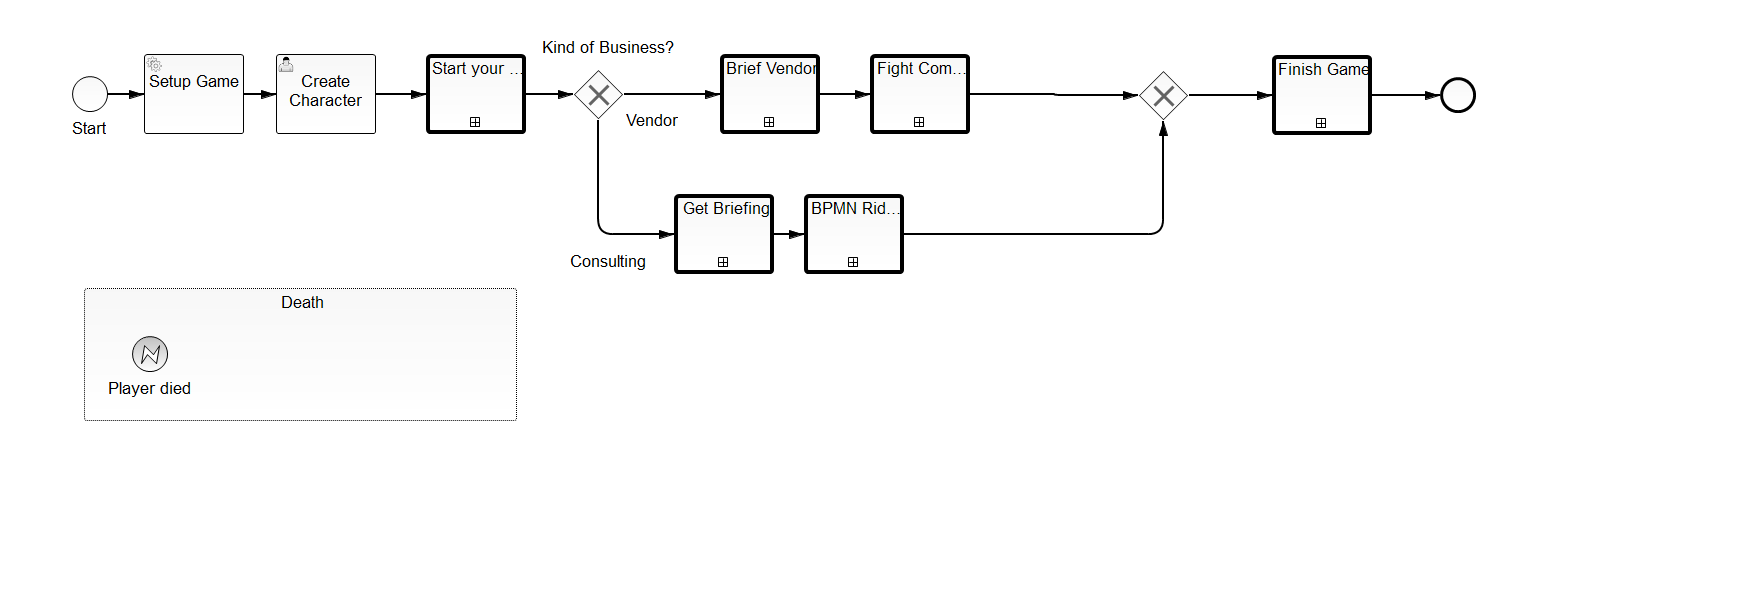 Kind of Business?
Setup Game
Create
Character
Start your ...
Brief Vendor
Fight Com...
Finish Game
Start
Vendor
Get Briefing
BPMN Rid...
Consulting
Death
Player died